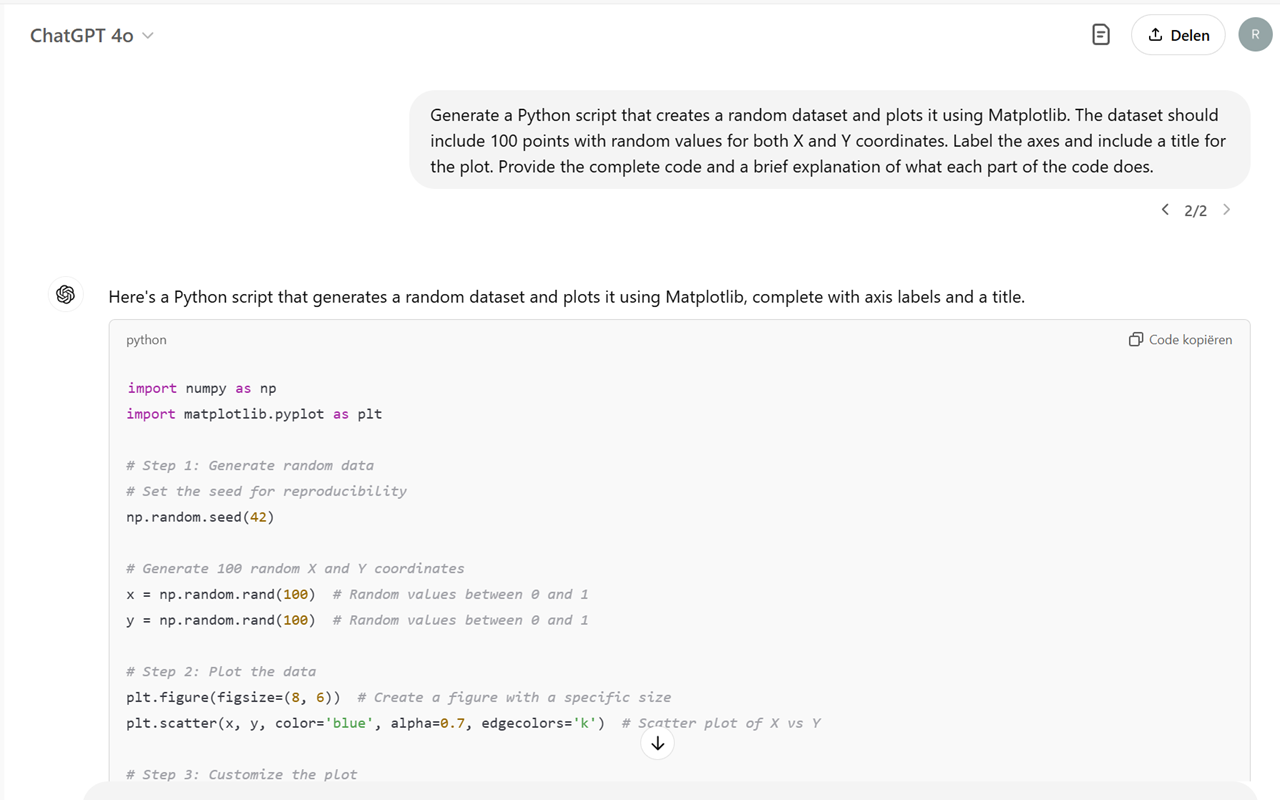 ChatGPT 4o
Delen
R
Generate a Python script that creates a random dataset and plots it using Matplotlib. The dataset should
include 100 points with random values for both X and Y coordinates. Label the axes and include a title for
the plot. Provide the complete code and a brief explanation of what each part of the code does.
2/2
Here's a Python script that generates a random dataset and plots it using Matplotlib, complete with axis labels and a title.
python
Code kopiëren
import numpy as np
import matplotlib.pyplot as plt
# Step 1: Generate random data
# Set the seed for reproducibility
np.random.seed(42)
# Generate 100 random X and Y coordinates
x = np.random.rand(100)  # Random values between 0 and 1
y = np.random.rand(100)  # Random values between 0 and 1
# Step 2: Plot the data
plt.figure(figsize=(8, 6))  # Create a figure with a specific size
plt.scatter(x, y, color='blue', alpha=0.7, edgecolors='k')  # Scatter plot of X vs Y
# Step 3: Customize the plot